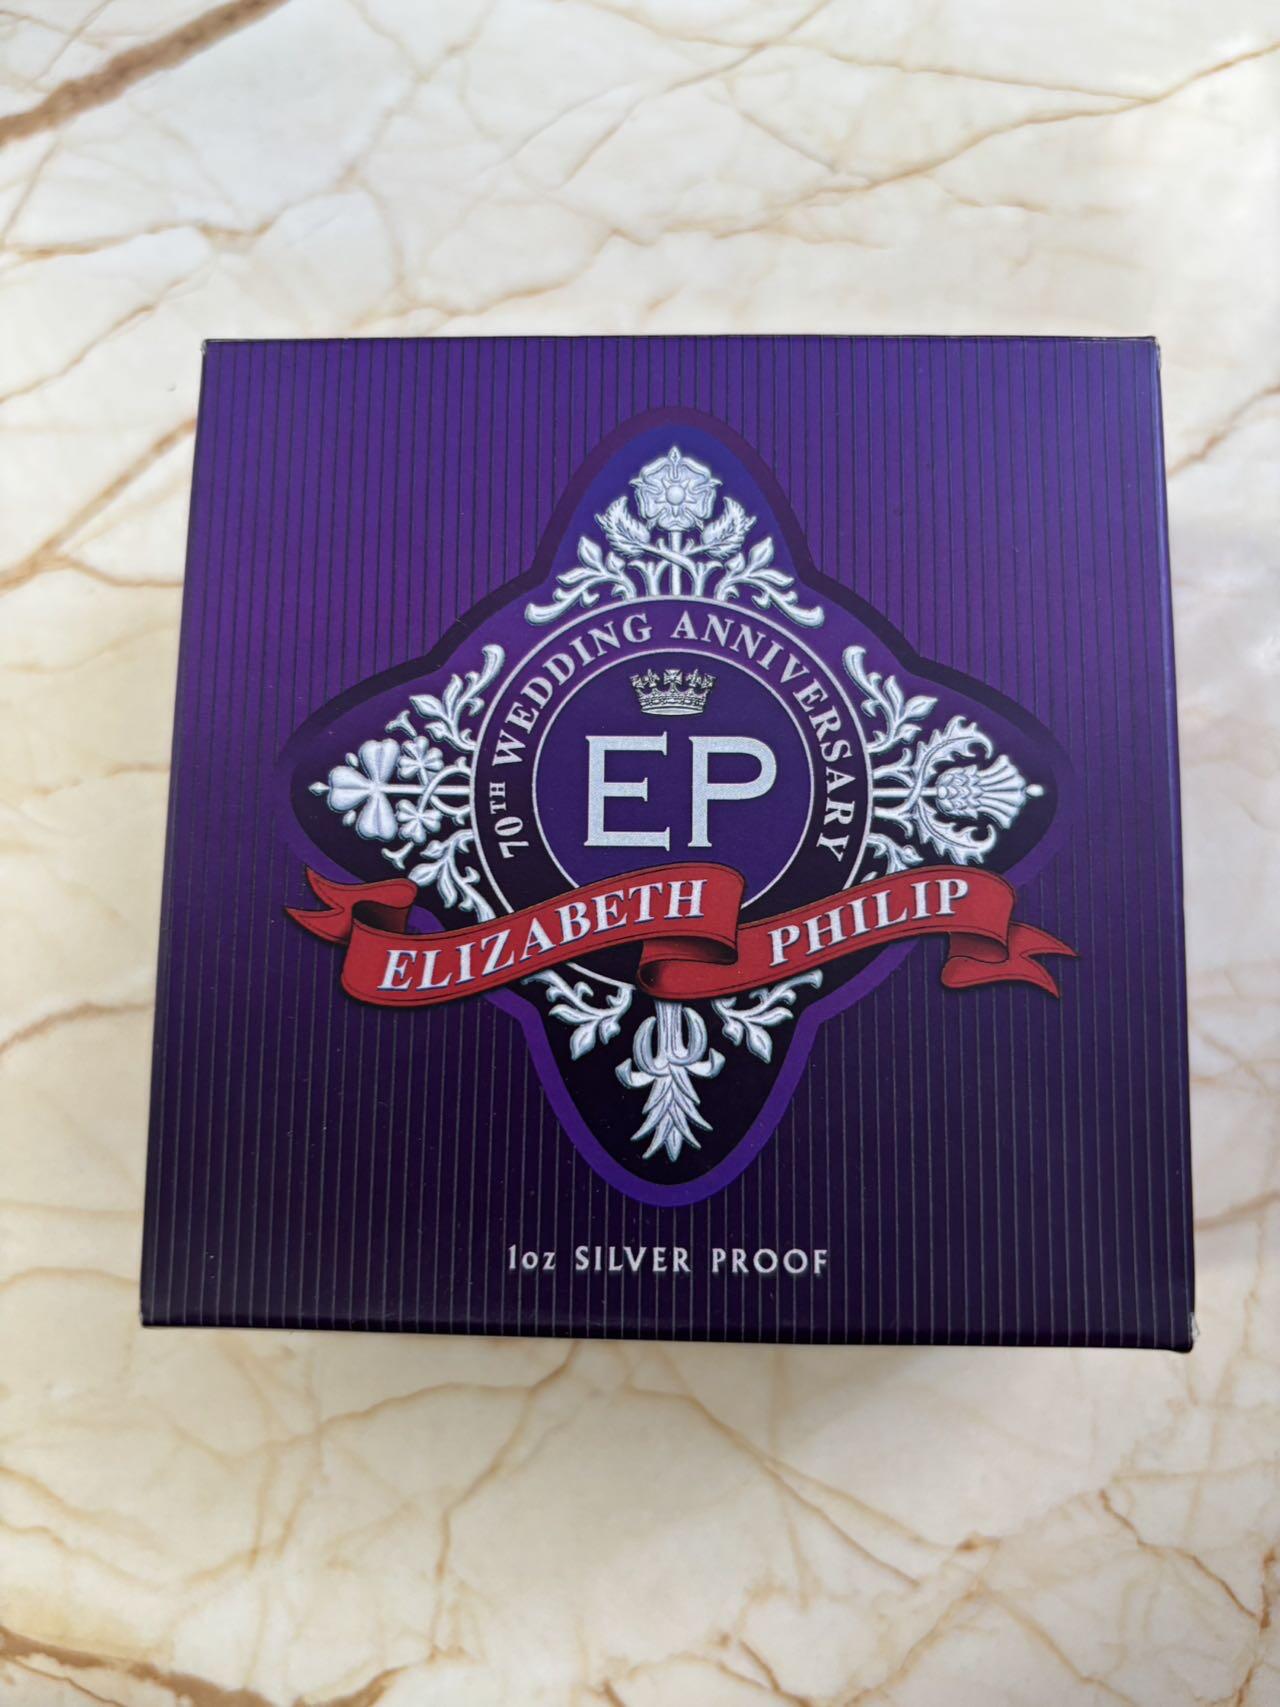 70TH WEDDING ANNIVERSARY
EP
ELIZABETH PHILIP
1oz SILVER PROOF